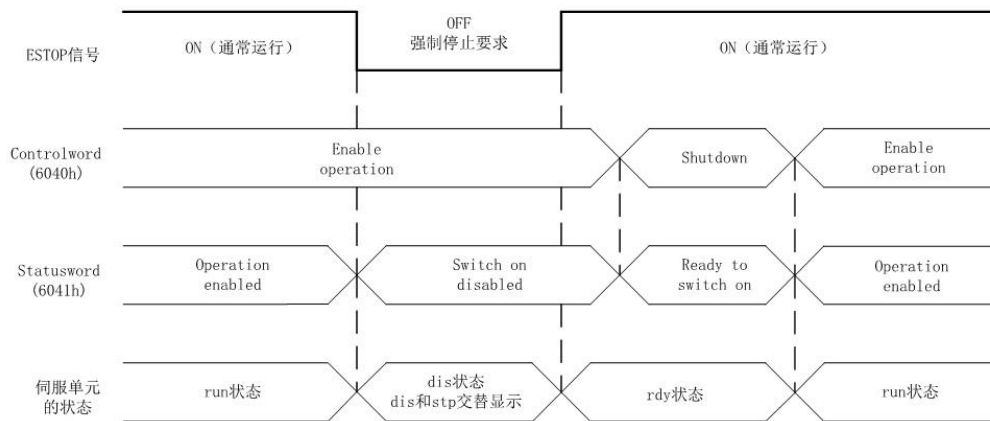 OFF
强制停止要求
ESTOP信号
ON（通常运行）
ON（通常运行）
Controlword
(6040h)
Enable
operation
Shutdown
Enable
operation
Statusword
(6041h)
Operation
enabled
Switch on
disabled
Ready to
switch on
Operation
enabled
伺服单元
的状态
run状态
dis状态
dis和stp交替显示
rdy状态
run状态